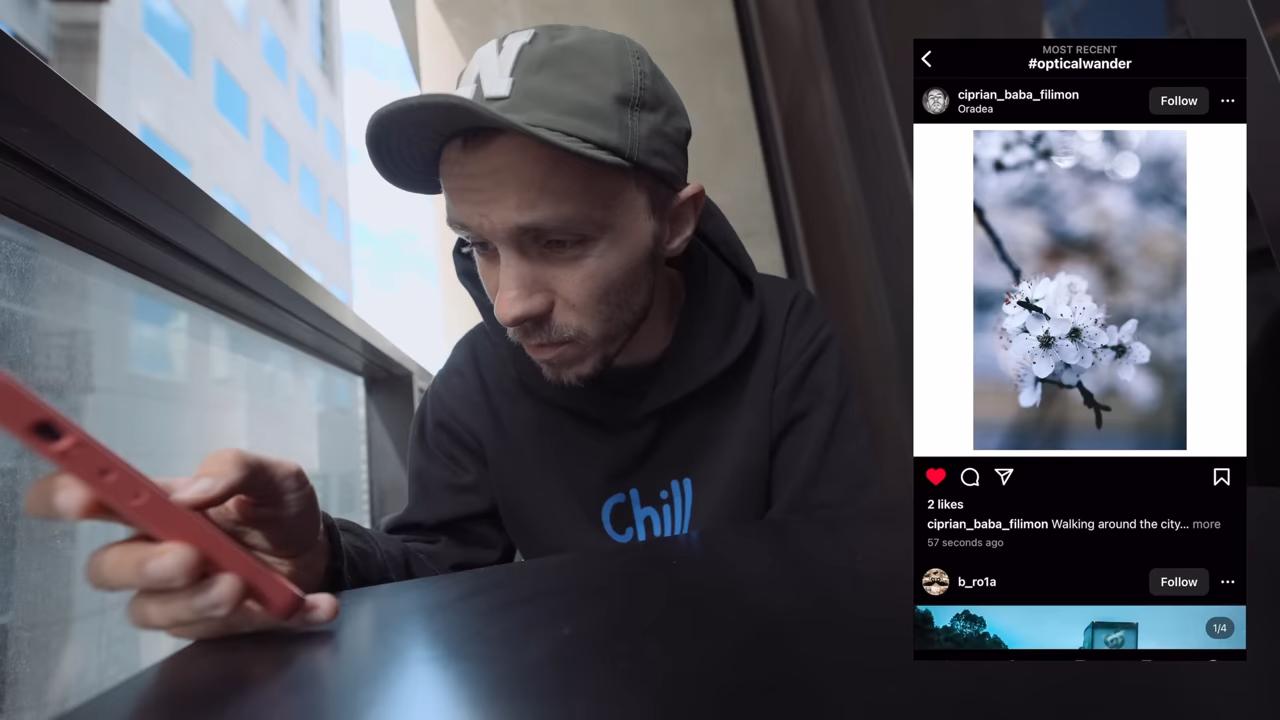 N
Chill
MOST RECENT
#opticalwander
ciprian_baba_filimon
Oradea
Follow
2 likes
ciprian_baba_filimon Walking around the city... more
57 seconds ago
b_ro1a
Follow
1/4